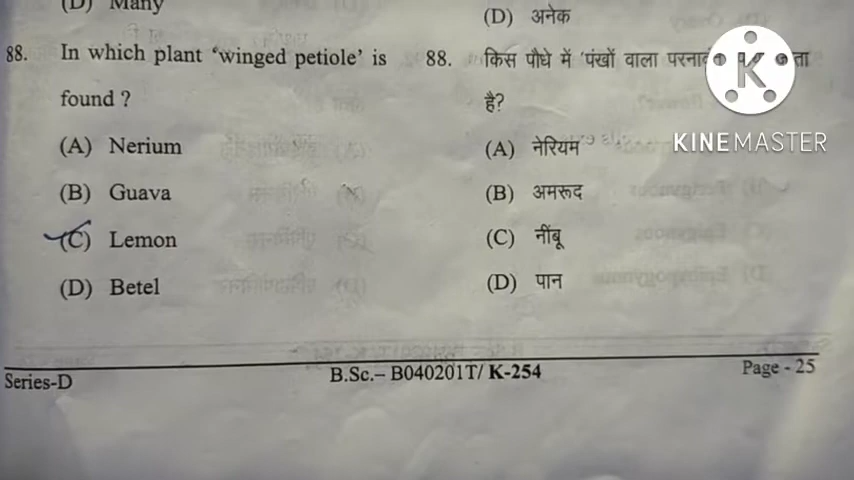 (D) Many
(D) अनेक
88. In which plant ‘winged petiole’ is
found ?
(A) Nerium
(B) Guava
(C) Lemon
(D) Betel
88. किस पौधे में ‘पंखों वाला
है?
(A) नेरियम
(B) अमरूद
(C) नींबू
(D) पान
K
KINEMASTER
Series-D
B.Sc.– B040201T/ K-254
Page - 25